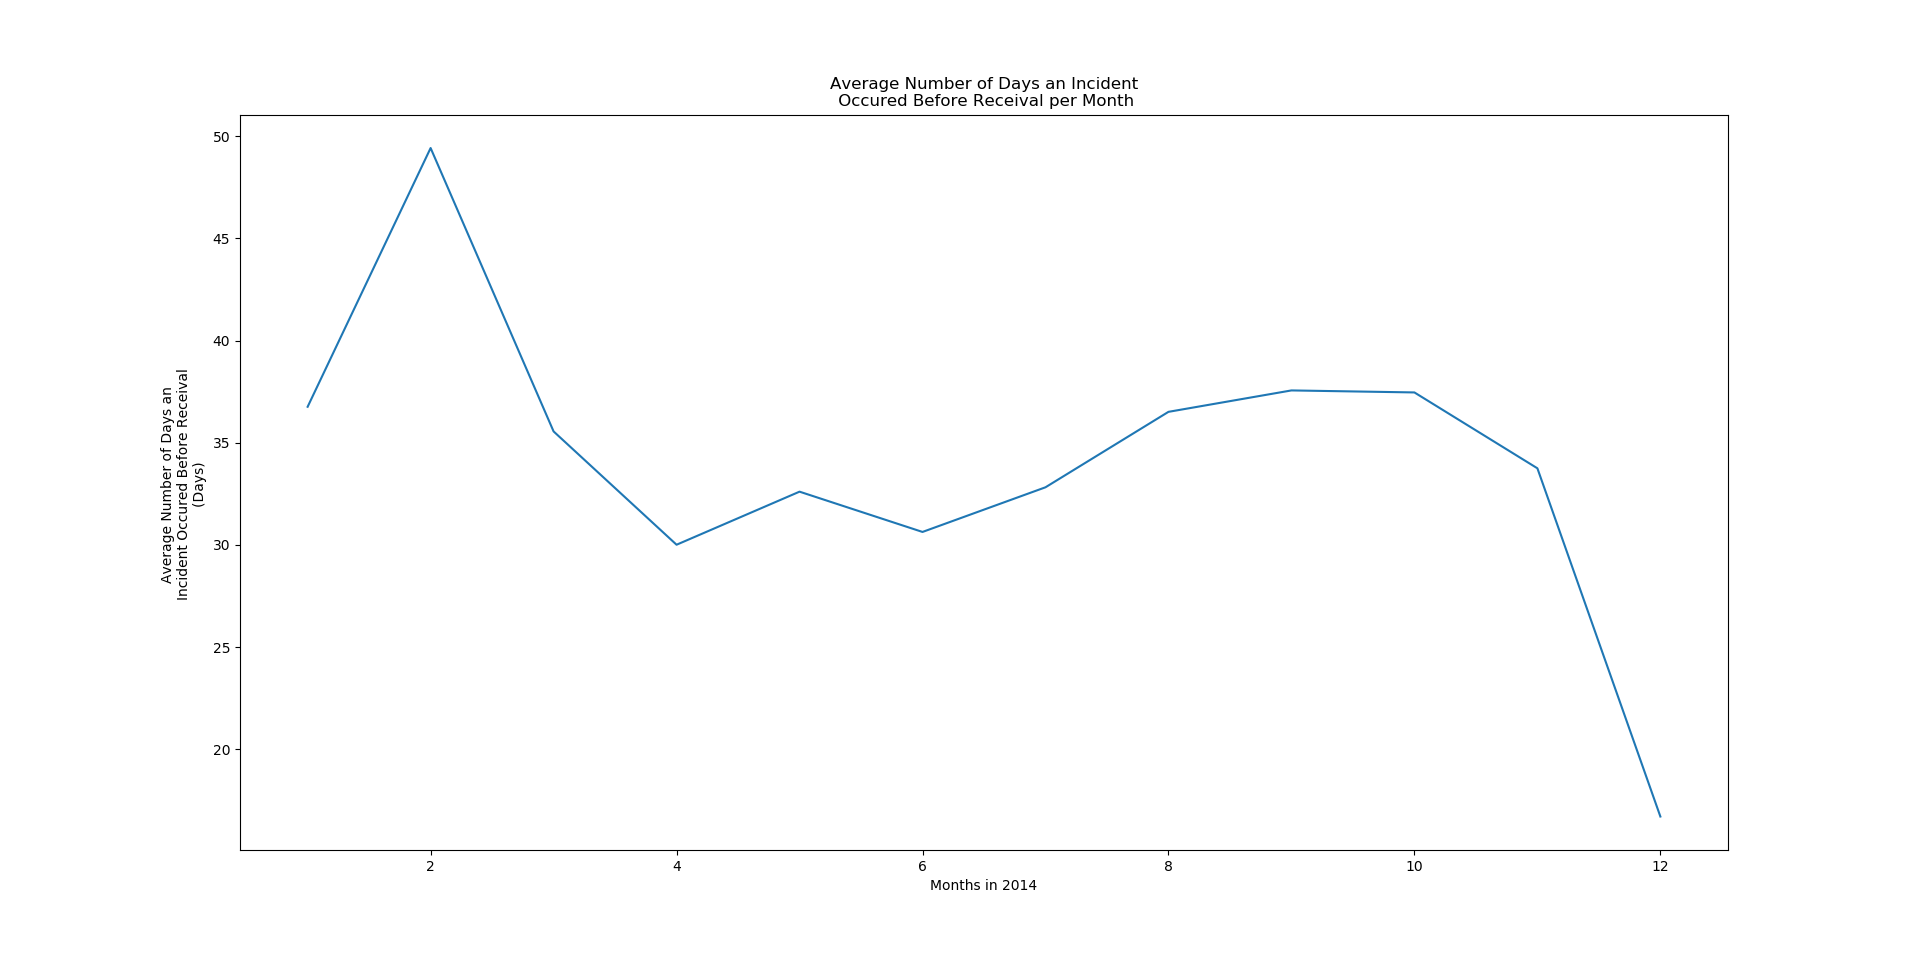 Average Number of Days an Incident
Occured Before Receival per Month
50
45
40
35
30
25
20
Average Number of Days an
Incident Occured Before Receival
(Days)
2
4
6
8
10
12
Months in 2014